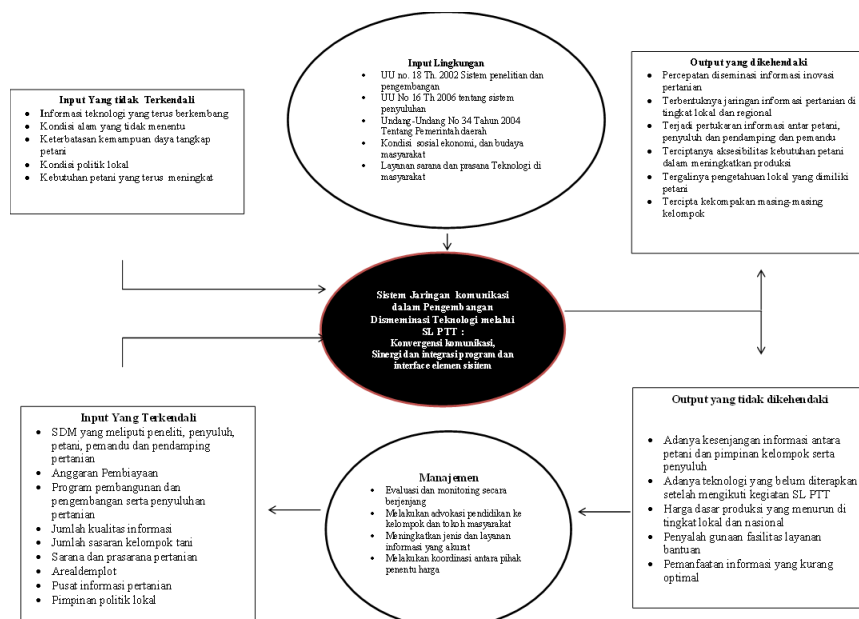 Input Yang tidak Terkendali
• Informasi teknologi yang terus berkembang
• Kondisi alam yang tidak menentu
• Keterbatasan kemampuan daya tangkap
petani
• Kondisi politik lokal
• Kebutuhan petani yang terus meningkat
Input Lingkungan
• UU no. 18 Th. 2002 Sistem penelitian dan
pengembangan
• UU No 16 Th 2006 tentang sistem
penyuluhan
• Undang-Undang No 34 Tahun 2004
Tentang Pemerintah daerah
• Kondisi sosial ekonomi, dan budaya
masyarakat
• Layanan sarana dan prasana Teknologi di
masyarakat
Output yang dikehendaki
• Percepatan diseminasi informasi inovasi
pertanian
• Terbentuknya jaringan informasi pertanian di
tingkat lokal dan regional
• Terjadi pertukaran informasi antar petani,
penyuluh dan pendamping dan pemandu
• Terciptanya aksesibilitas kebutuhan petani
dalam meningkatkan produksi
• Tergalinya pengetahuan lokal yang dimiliki
petani
• Tercipta kekompakan masing-masing
kelompok
Sistem Jaringan komunikasi
dalam Pengembangan
Dismeminasi Teknologi melalui
SL PTT :
Konvergensi komunikasi,
Sinergi dan integrasi program dan
interface elemen sisitem
Input Yang Terkendali
• SDM yang meliputi peneliti, penyuluh,
petani, pemandu dan pendamping
pertanian
• Anggaran Pembiayaan
• Program pembangunan dan
pengembangan serta penyuluhan
pertanian
• Jumlah kualitas informasi
• Jumlah sasaran kelompok tani
• Sarana dan prasarana pertanian
• Arealdemplot
• Pusat informasi pertanian
• Pimpinan politik lokal
Manajemen
• Evaluasi dan monitoring secara
berjenjang
• Melakukan advokasi pendidikan ke
kelompok dan tokoh masyarakat
• Meningkatkan jenis dan layanan
informasi yang akurat
• Melakukan koordinasi antara pihak
penentu harga
Output yang tidak dikehendaki
• Adanya kesenjangan informasi antara
petani dan pimpinan kelompok serta
penyuluh
• Adanya teknologi yang belum diterapkan
setelah mengikuti kegiatan SL PTT
• Harga dasar produksi yang menurun di
tingkat lokal dan nasional
• Penyalah gunaan fasilitas layanan
bantuan
• Pemanfaatan informasi yang kurang
optimal